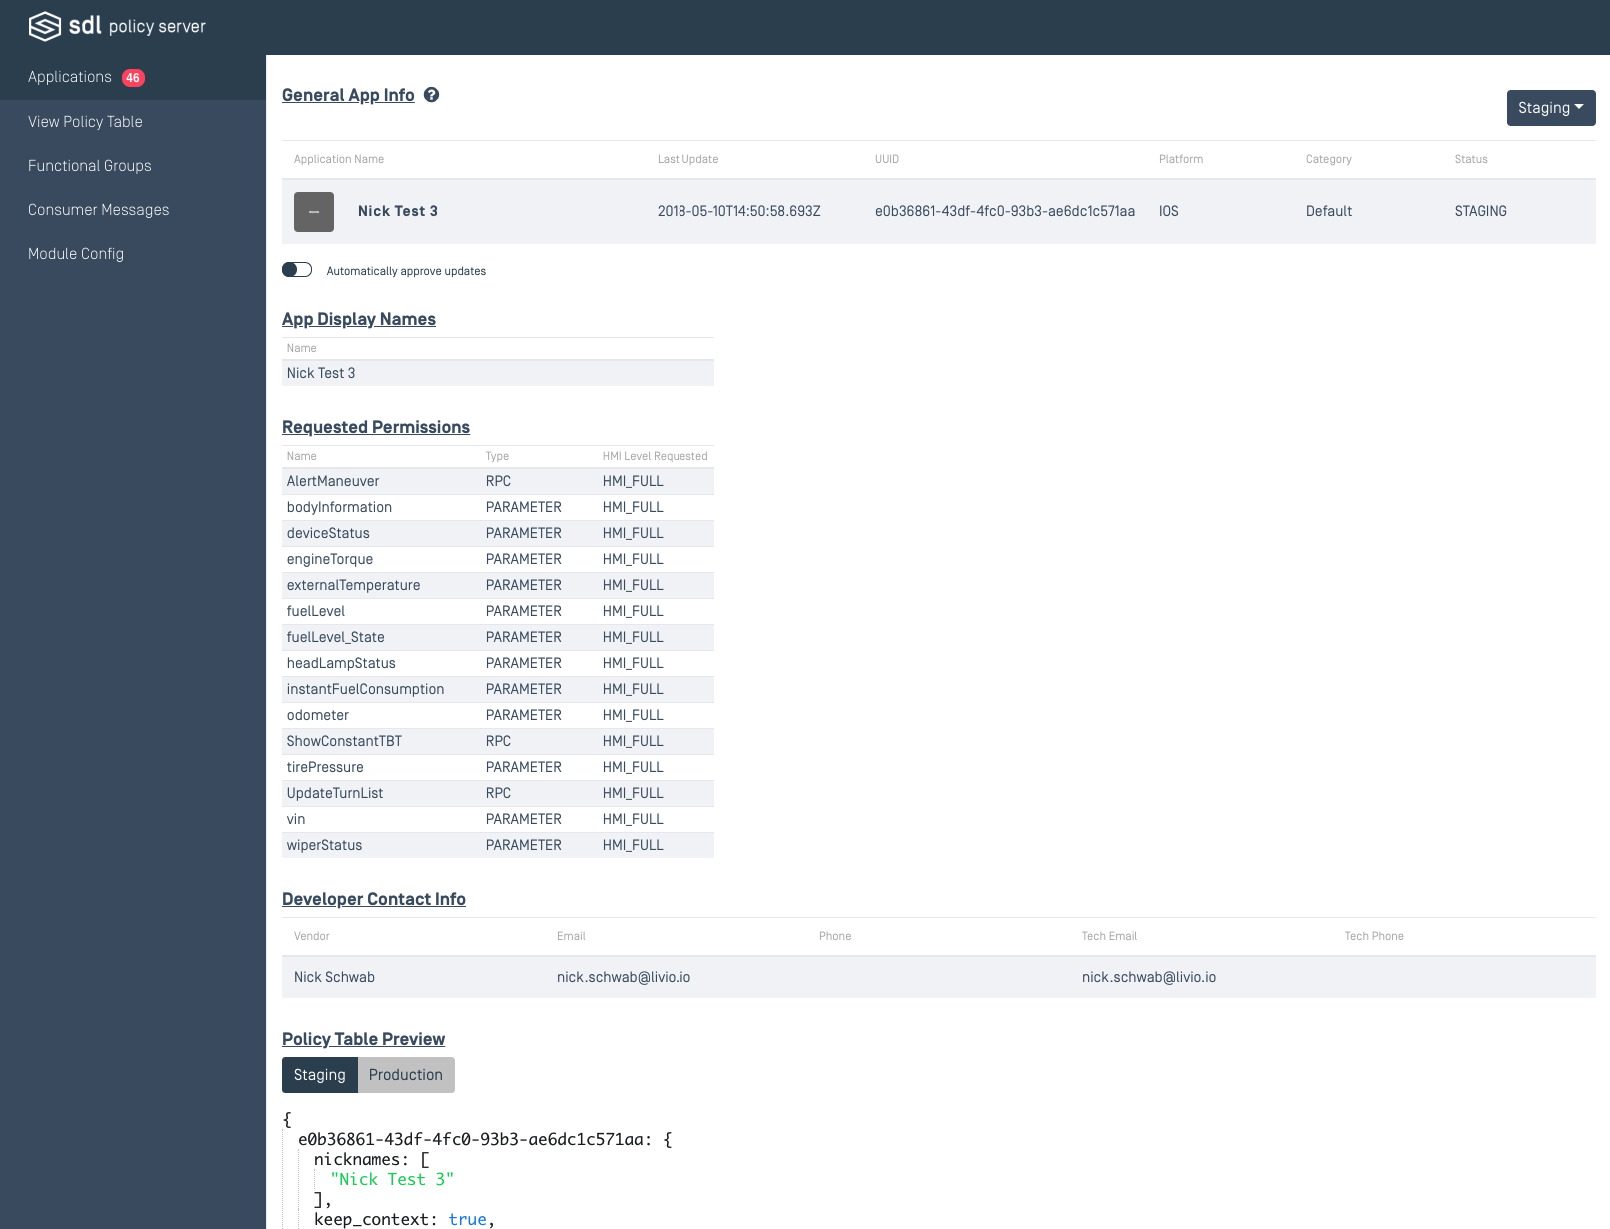 sdl policy server
Applications 46
View Policy Table
Functional Groups
Consumer Messages
Module Config
General App Info ?
Staging
Application Name Last Update UUID Platform Category Status
Nick Test 3 2018-05-10T14:50:58.693Z e0b36861-43df-4fc0-93b3-ae6dc1c571aa IOS Default STAGING
Automatically approve updates
App Display Names
Name
Nick Test 3
Requested Permissions
Name Type HMI Level Requested
AlertManeuver RPC HMI_FULL
bodyInformation PARAMETER HMI_FULL
deviceStatus PARAMETER HMI_FULL
engineTorque PARAMETER HMI_FULL
externalTemperature PARAMETER HMI_FULL
fuelLevel PARAMETER HMI_FULL
fuelLevel_State PARAMETER HMI_FULL
headLampStatus PARAMETER HMI_FULL
instantFuelConsumption PARAMETER HMI_FULL
odometer PARAMETER HMI_FULL
ShowConstantTBT RPC HMI_FULL
tirePressure PARAMETER HMI_FULL
UpdateTurnList RPC HMI_FULL
vin PARAMETER HMI_FULL
wiperStatus PARAMETER HMI_FULL
Developer Contact Info
Vendor Email Phone Tech Email Tech Phone
Nick Schwab nick.schwab@livio.io nick.schwab@livio.io
Policy Table Preview
Staging Production
{
e0b36861-43df-4fc0-93b3-ae6dc1c571aa: {
nicknames: [
"Nick Test 3"
],
keep_context: true,